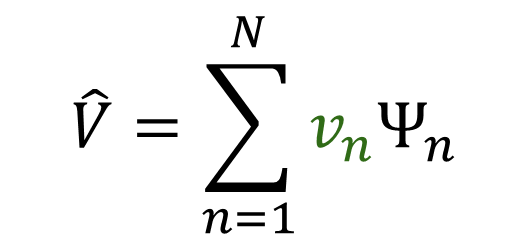 V̂ = ∑_{n=1}^{N} v_n Ψ_n